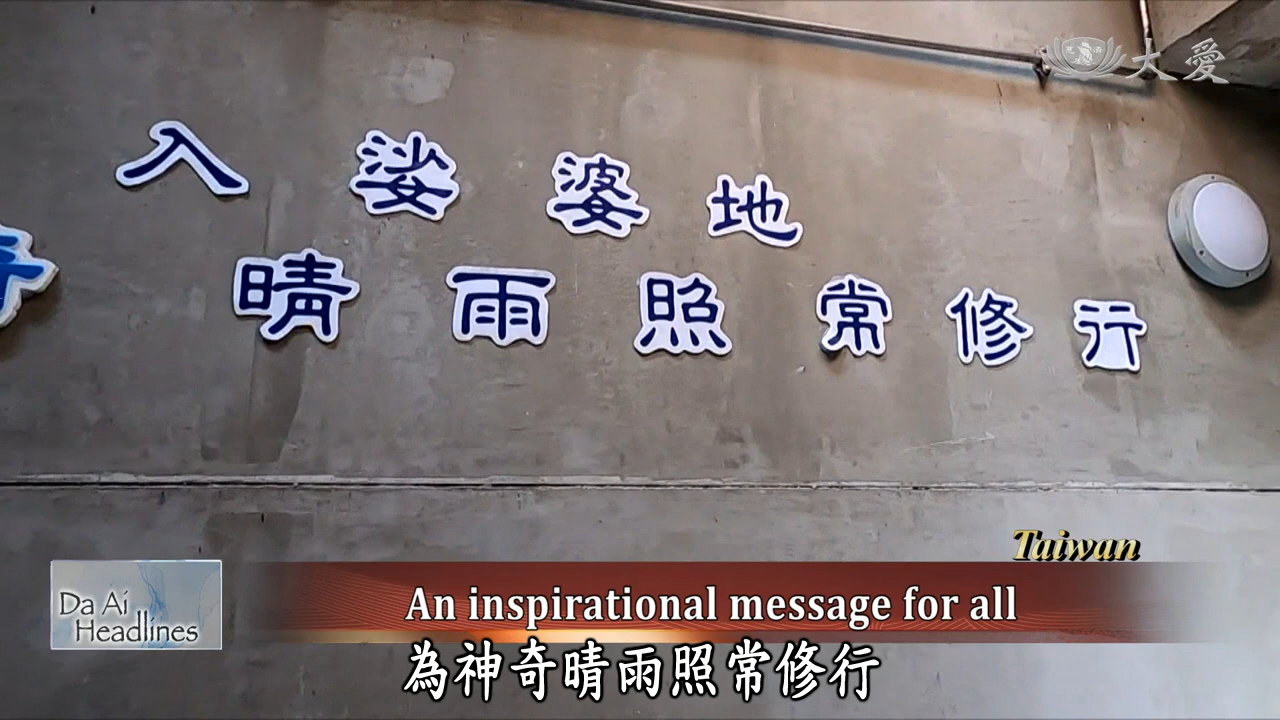 大愛
入娑婆地
奇晴雨照常修行
Taiwan
Da Ai
Headlines
An inspirational message for all
為神奇晴雨照常修行